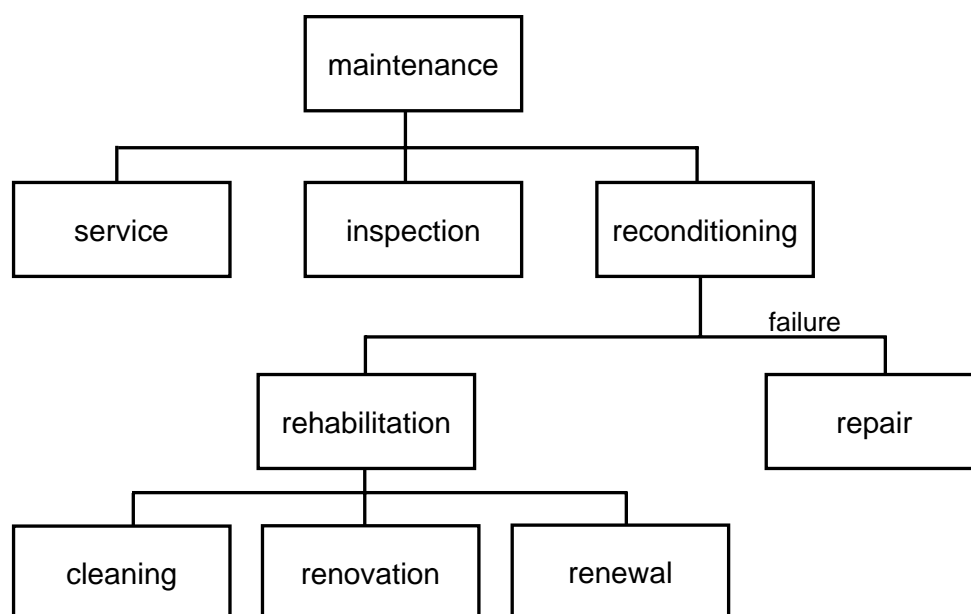 maintenance
service
inspection
reconditioning
failure
rehabilitation
repair
cleaning
renovation
renewal